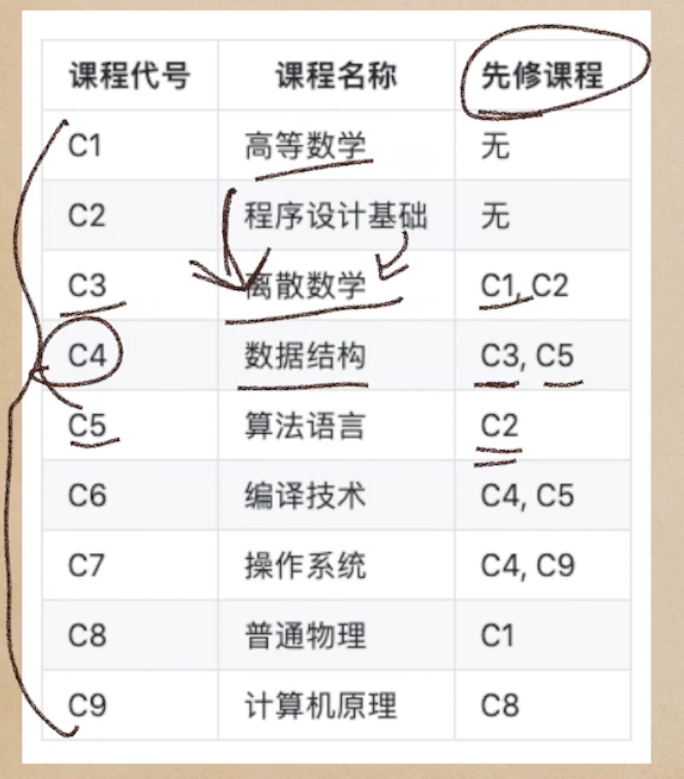 课程代号 课程名称 先修课程
C1 高等数学 无
C2 程序设计基础 无
C3 离散数学 C1, C2
C4 数据结构 C3, C5
C5 算法语言 C2
C6 编译技术 C4, C5
C7 操作系统 C4, C9
C8 普通物理 C1
C9 计算机原理 C8